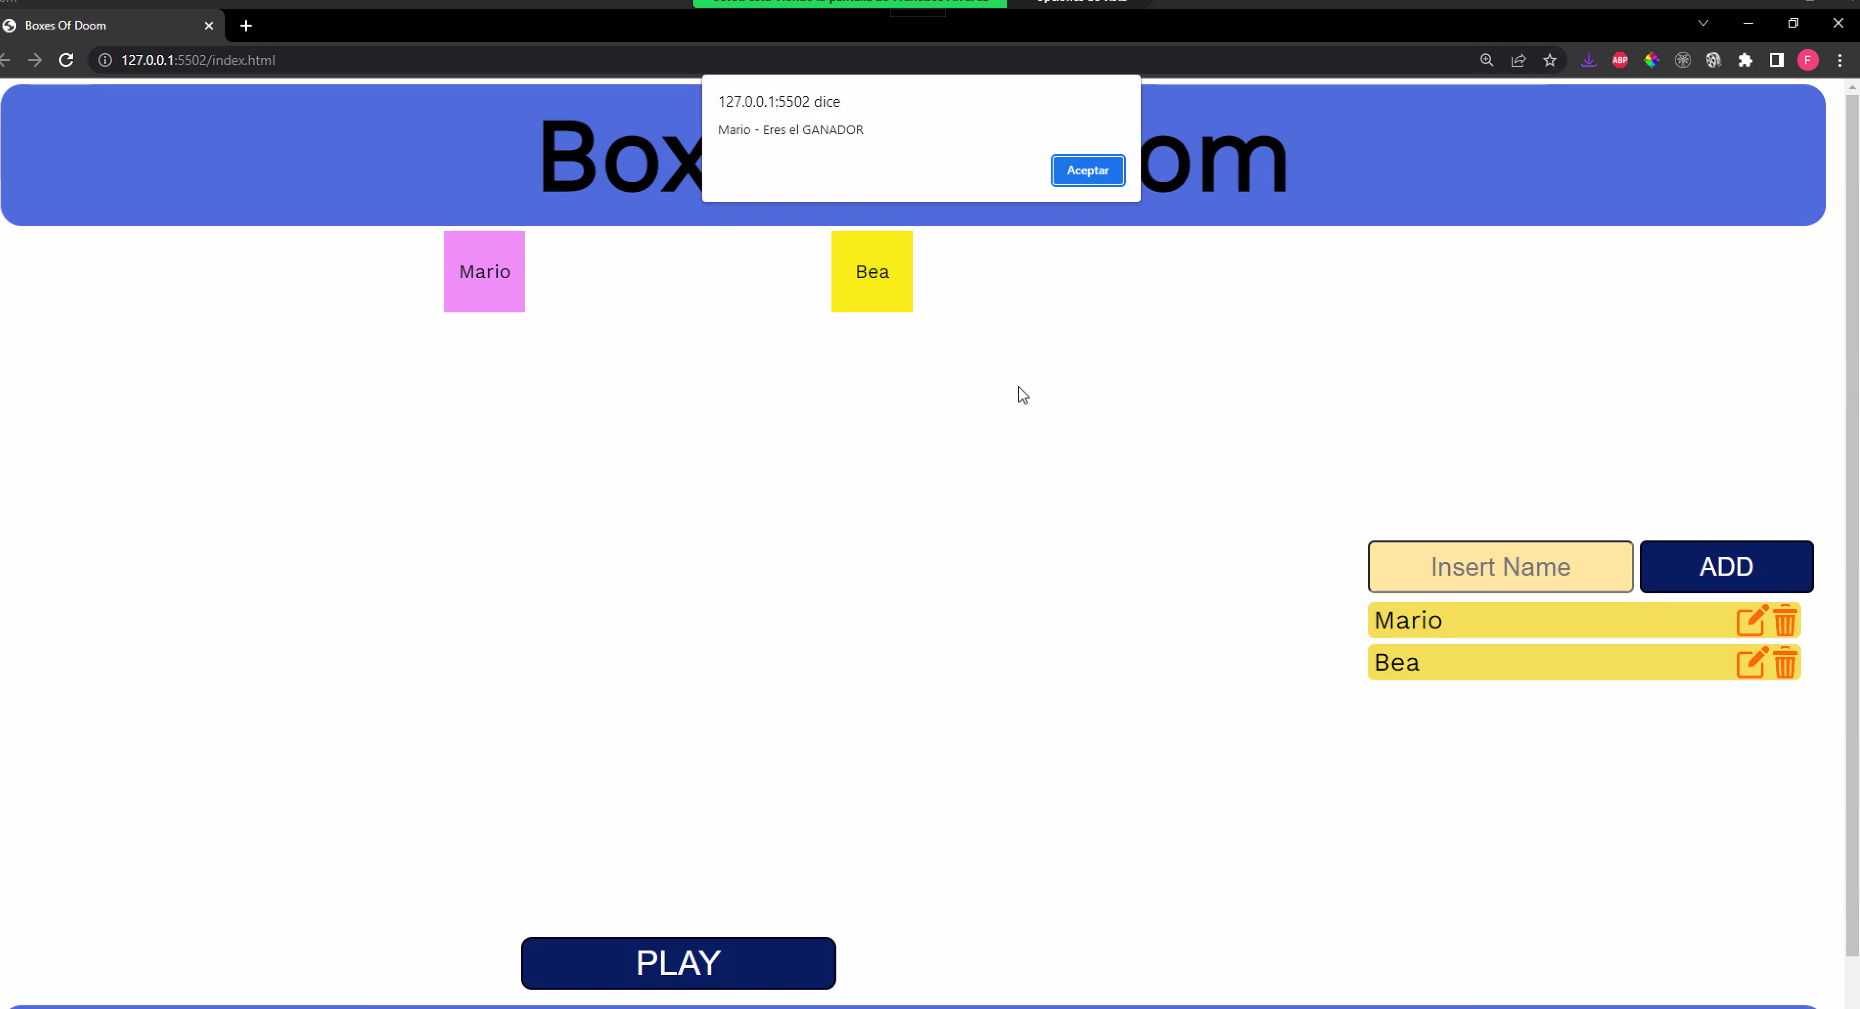 Boxes Of Doom
127.0.0.1:5502/index.html
ABP
F
127.0.0.1:5502 dice
Mario - Eres el GANADOR
Aceptar
Box om
Mario
Bea
Insert Name
ADD
Mario
Bea
PLAY